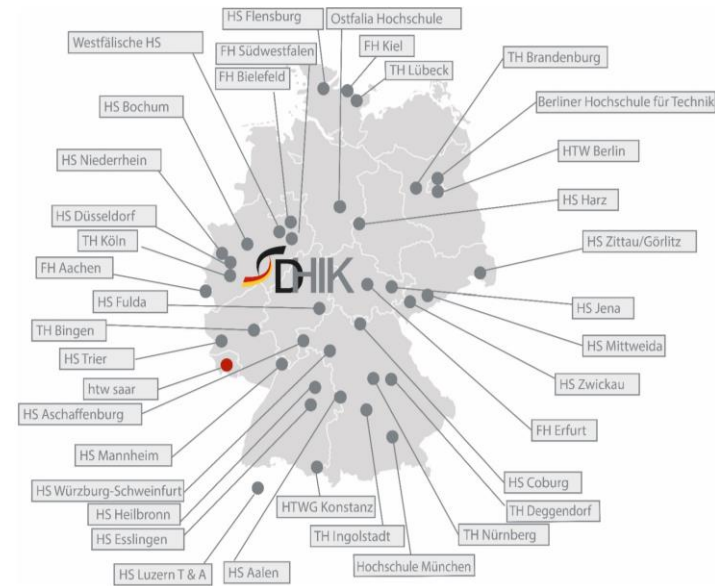 HS Flensburg
Ostfalia Hochschule
Westfälische HS
FH Südwestfalen
FH Kiel
TH Brandenburg
FH Bielefeld
TH Lübeck
HS Bochum
Berliner Hochschule für Technik
HS Niederrhein
HTW Berlin
HS Düsseldorf
HS Harz
TH Köln
HS Zittau/Görlitz
FH Aachen
DHIK
HS Fulda
HS Jena
TH Bingen
HS Mittweida
HS Trier
HS Zwickau
htw saar
HS Aschaffenburg
FH Erfurt
HS Mannheim
HS Coburg
HS Würzburg-Schweinfurt
HTWG Konstanz
TH Deggendorf
HS Heilbronn
TH Ingolstadt
TH Nürnberg
HS Esslingen
Hochschule München
HS Luzern T & A
HS Aalen